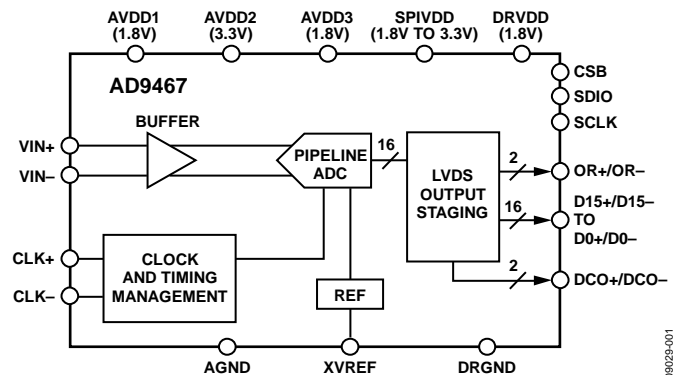 AVDD1 AVDD2 AVDD3 SPIVDD DRVDD
(1.8V) (3.3V) (1.8V) (1.8V TO 3.3V) (1.8V)
AD9467
CSB
SDIO
SCLK
BUFFER
VIN+
VIN–
PIPELINE
ADC
16
LVDS
OUTPUT
STAGING
2
OR+/OR–
16
D15+/D15–
TO
D0+/D0–
2
DCO+/DCO–
CLK+
CLK–
CLOCK
AND TIMING
MANAGEMENT
REF
AGND XVREF DRGND
09029-001